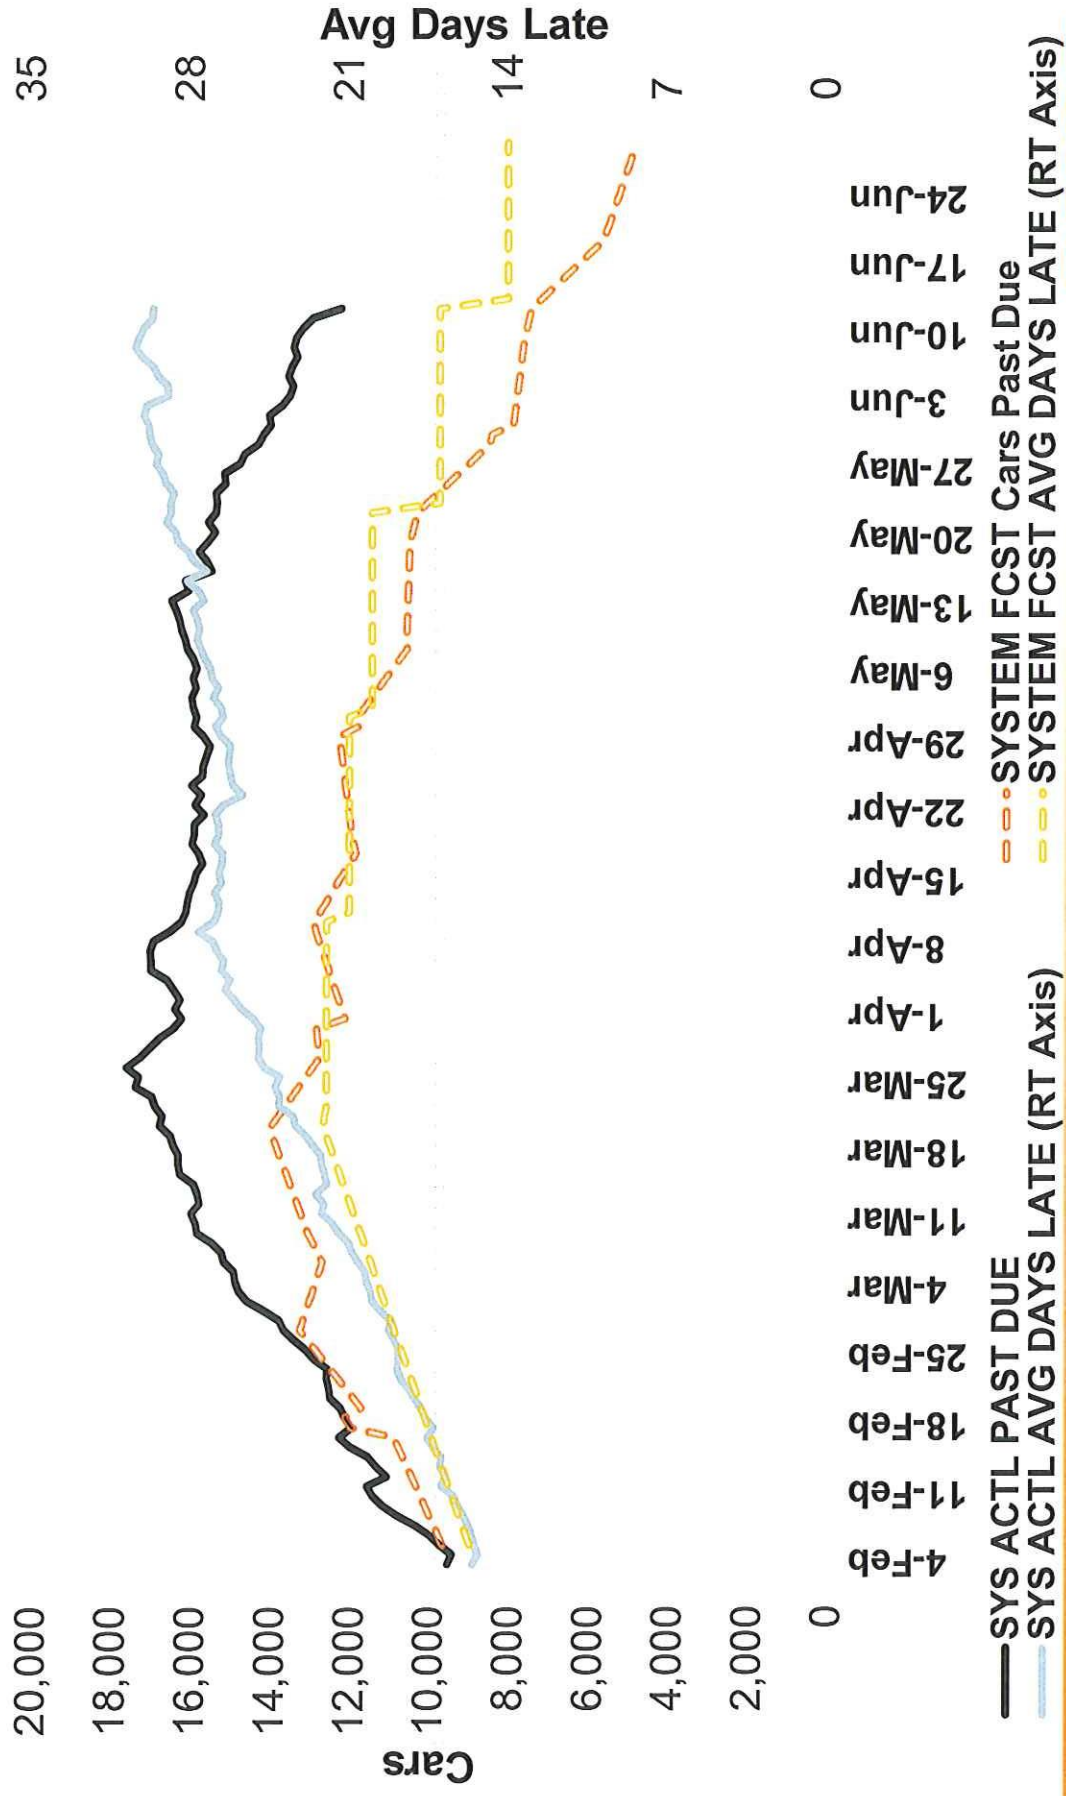 20,000
18,000
16,000
14,000
12,000
10,000
8,000
6,000
4,000
2,000
0
Cars
35
28
21
14
7
0
Avg Days Late
4-Feb
11-Feb
18-Feb
25-Feb
4-Mar
11-Mar
18-Mar
25-Mar
1-Apr
8-Apr
15-Apr
22-Apr
29-Apr
6-May
13-May
20-May
27-May
3-Jun
10-Jun
17-Jun
24-Jun
SYS ACTL PAST DUE
SYSTEM FCST Cars Past Due
SYS ACTL AVG DAYS LATE (RT Axis)
SYSTEM FCST AVG DAYS LATE (RT Axis)